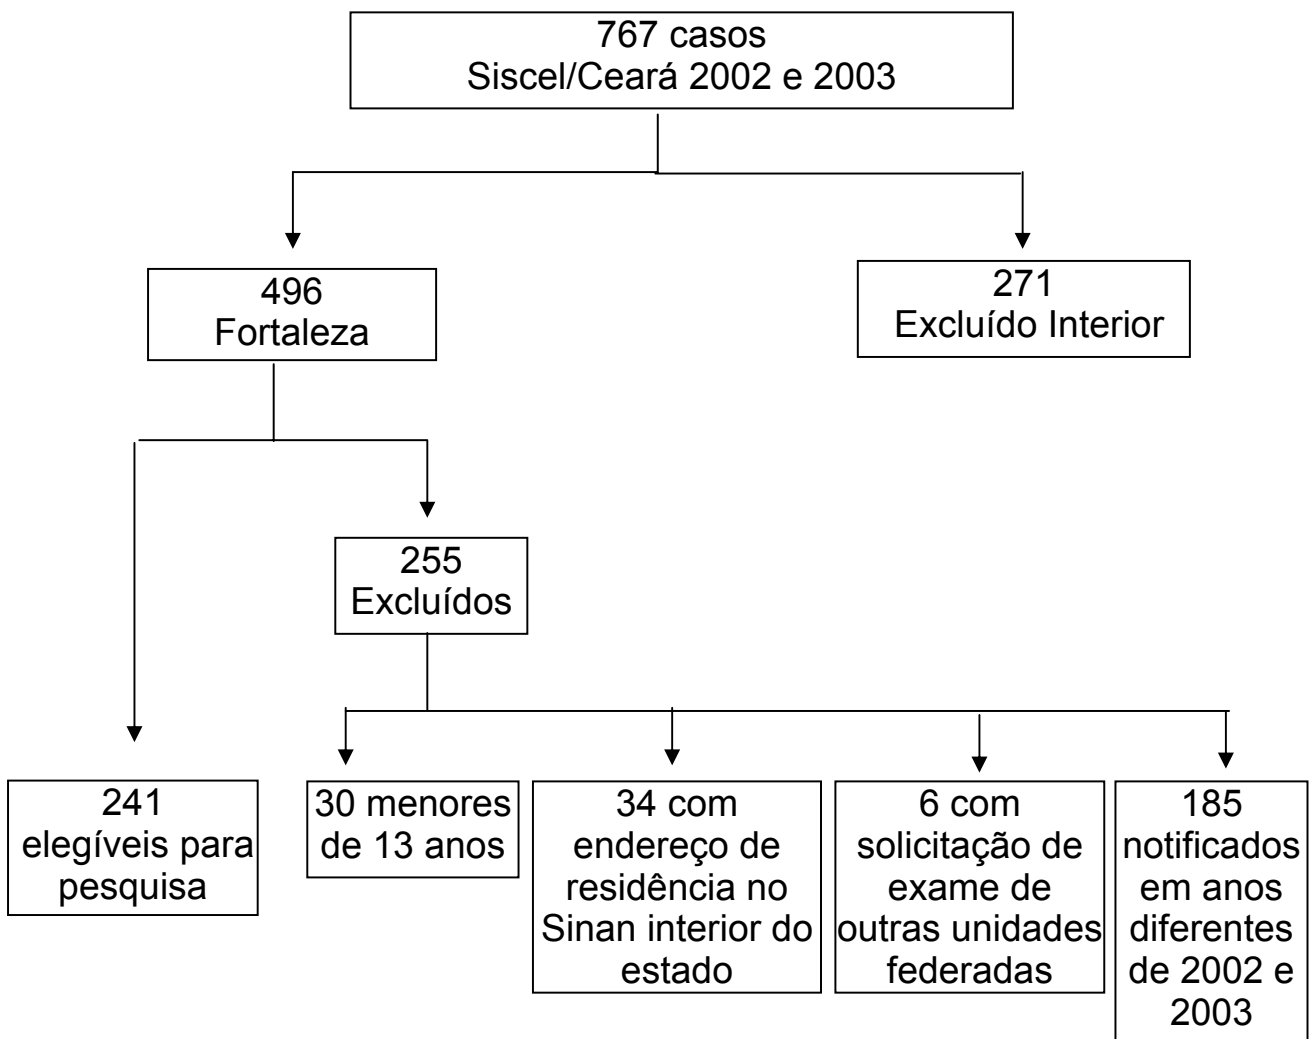 767 casos
Siscel/Ceará 2002 e 2003
496
Fortaleza
271
Excluído Interior
255
Excluídos
241
elegíveis para
pesquisa
30 menores
de 13 anos
34 com
endereço de
residência no
Sinan interior do
estado
6 com
solicitação de
exame de
outras unidades
federadas
185
notificados
em anos
diferentes
de 2002 e
2003